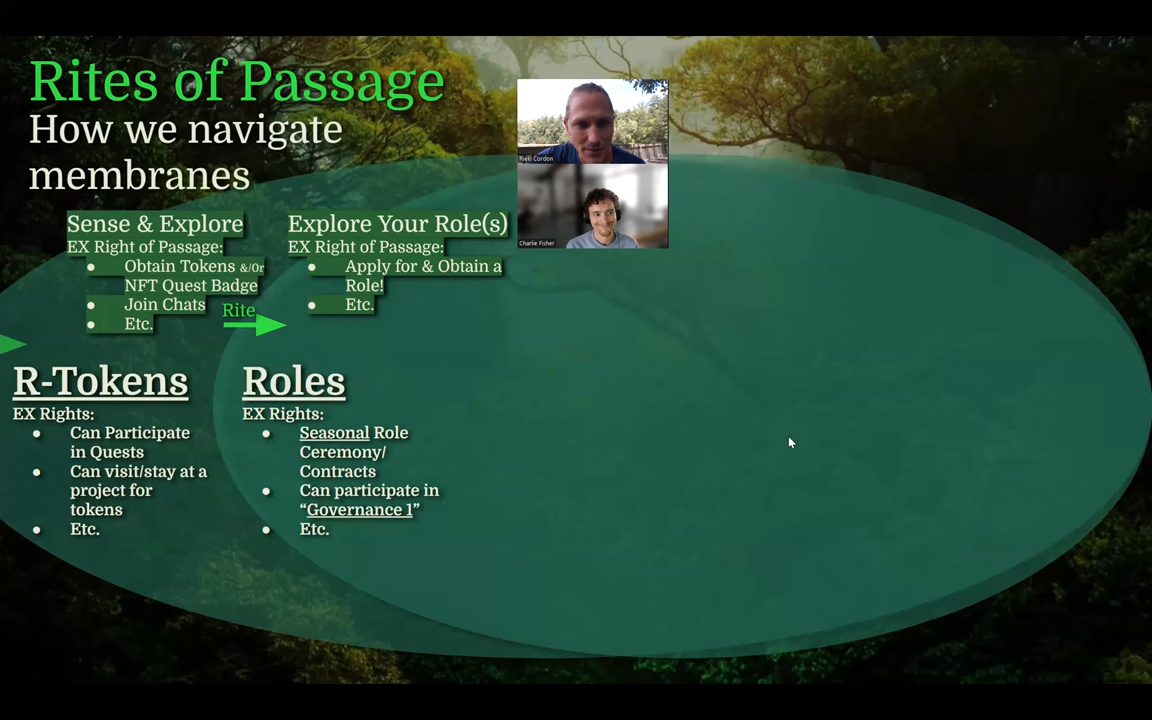 Rites of Passage
How we navigate
membranes
Rikki Cordon
Charlie Fisher
Sense & Explore
EX Right of Passage:
Obtain Tokens &/Or
NFT Quest Badge
Join Chats
Etc.
Rite
Explore Your Role(s)
EX Right of Passage:
Apply for & Obtain a
Role!
Etc.
R-Tokens
EX Rights:
Can Participate
in Quests
Can visit/stay at a
project for
tokens
Etc.
Roles
EX Rights:
Seasonal Role
Ceremony/
Contracts
Can participate in
“Governance 1”
Etc.